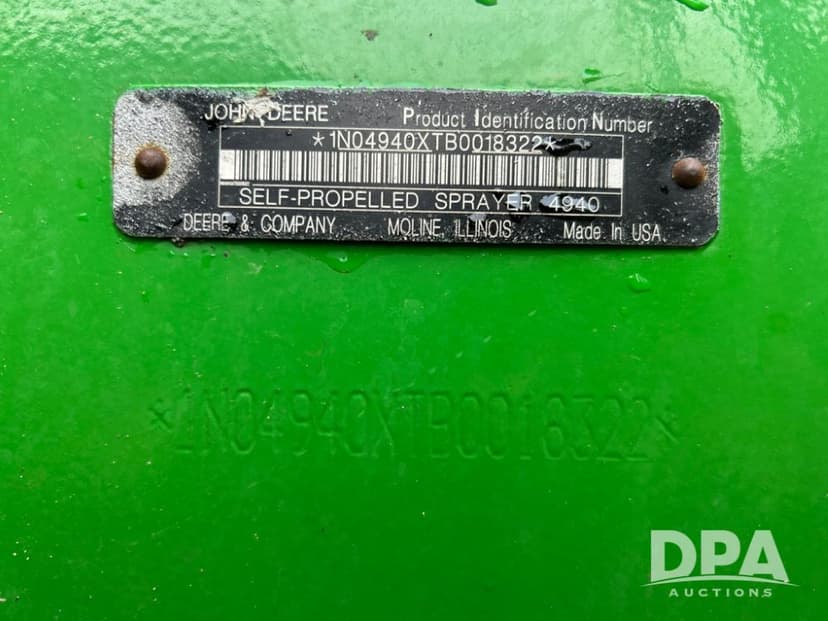 JOHN DEERE Product Identification Number
*1N04940XTB0018322*
SELF-PROPELLED SPRAYER 4940
DEERE & COMPANY MOLINE, ILLINOIS Made In USA
*1N04940XTB0018322*
DPA
AUCTIONS